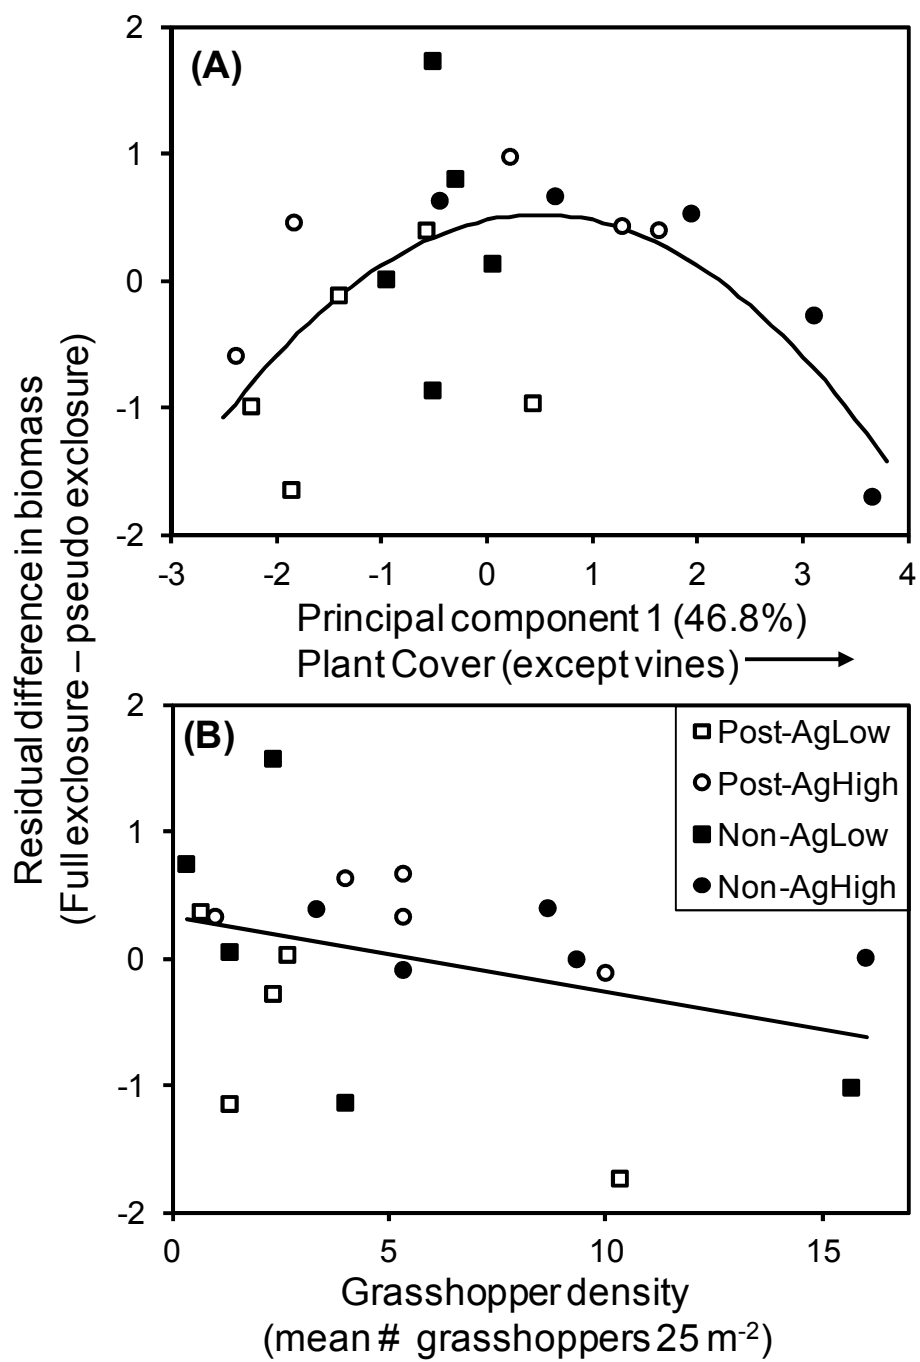 2
(A)
1
0
-1
-2
-3
-2
-1
0
1
2
3
4
Principal component 1 (46.8%)
Plant Cover (except vines)
Residual difference in biomass
(Full exclosure – pseudo exclosure)
2
(B)
Post-AgLow
Post-AgHigh
Non-AgLow
Non-AgHigh
1
0
-1
-2
0
5
10
15
Grasshopper density
(mean # grasshoppers 25 m-2)